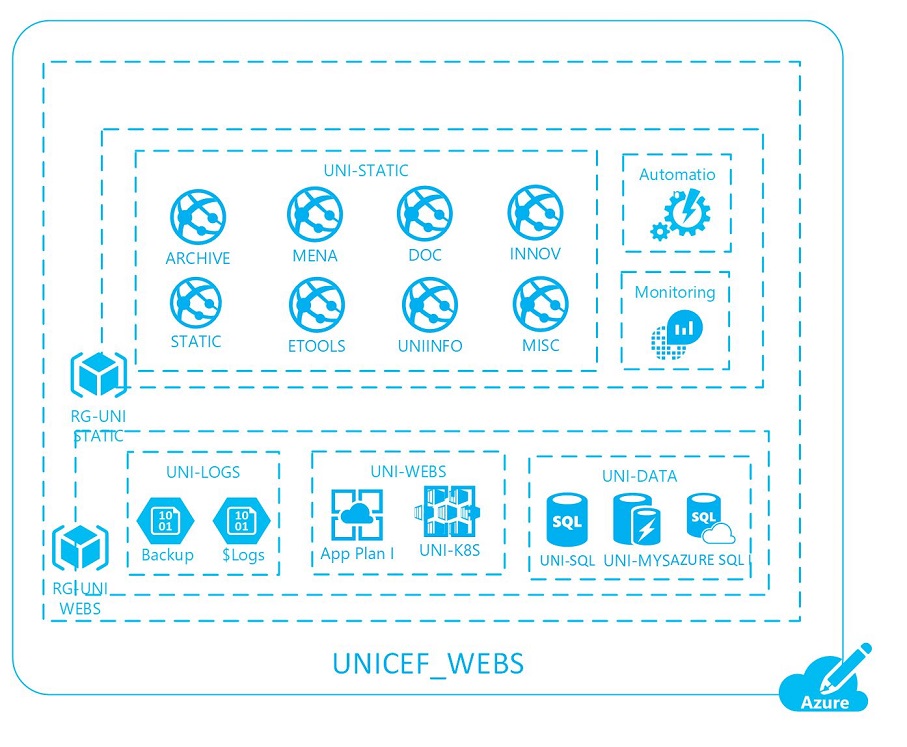 UNI-STATIC
Automatio
ARCHIVE
MENA
DOC
INNOV
Monitoring
STATIC
ETOOLS
UNIINFO
MISC
RG-UNI
STATIC
UNI-LOGS
UNI-WEBS
UNI-DATA
10
01
10
01
SQL
SQL
Backup
$Logs
App Plan I
UNI-K8S
UNI-SQL
UNI-MYS
AZURE SQL
RG-UNI
WEBS
UNICEF_WEBS
Azure